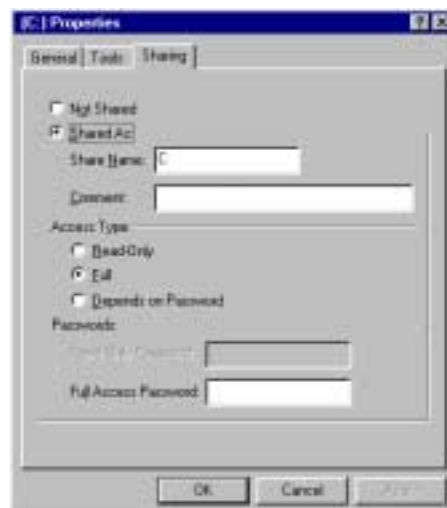 (C:) Properties
General Tools Sharing
Not Shared
Shared As:
Share Name: C
Comment:
Access Type:
Read-Only
Full
Depends on Password
Passwords:
Full Access Password:
OK Cancel